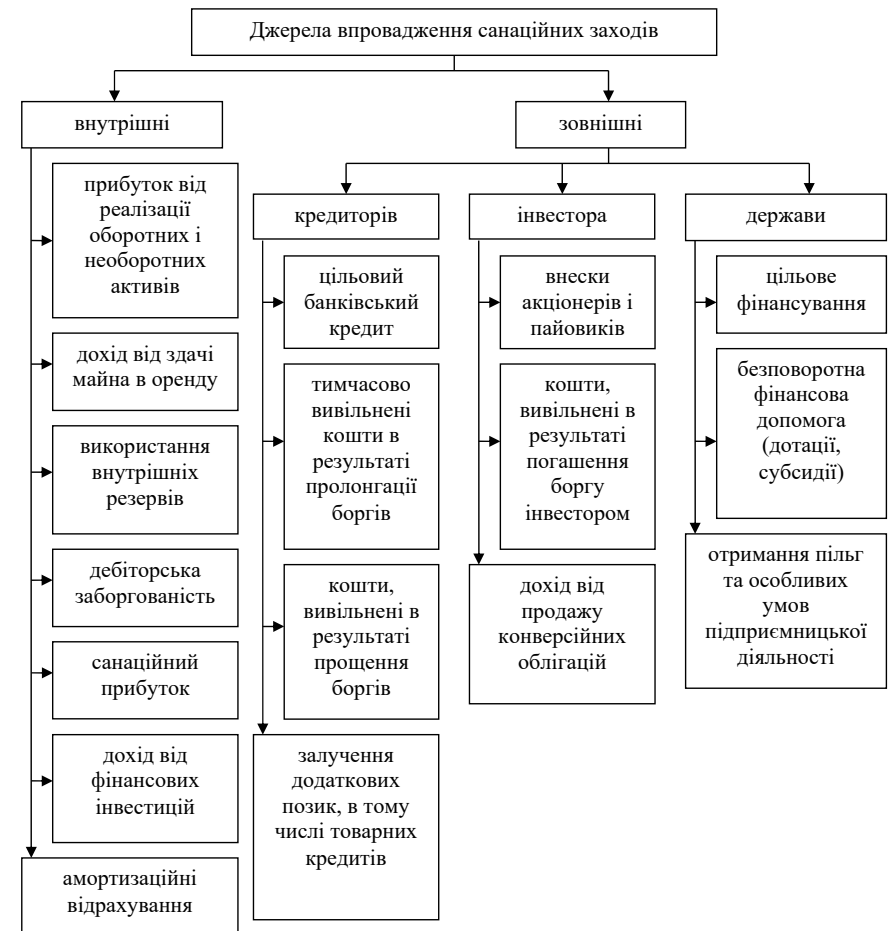 Джерела впровадження санаційних заходів
внутрішні
зовнішні
прибуток від
реалізації
оборотних і
необоротних
активів
дохід від здачі
майна в оренду
використання
внутрішніх
резервів
дебіторська
заборгованість
санаційний
прибуток
дохід від
фінансових
інвестицій
амортизаційні
відрахування
кредиторів
цільовий
банківський
кредит
тимчасово
вивільнені
кошти в
результаті
пролонгації
боргів
кошти,
вивільнені в
результаті
прощення
боргів
залучення
додаткових
позик, в тому
числі товарних
кредитів
інвестора
внески
акціонерів і
пайовиків
кошти,
вивільнені в
результаті
погашення
боргу
інвестором
дохід від
продажу
конверсійних
облігацій
держави
цільове
фінансування
безповоротна
фінансова
допомога
(дотації,
субсидії)
отримання пільг
та особливих
умов
підприємницької
діяльності